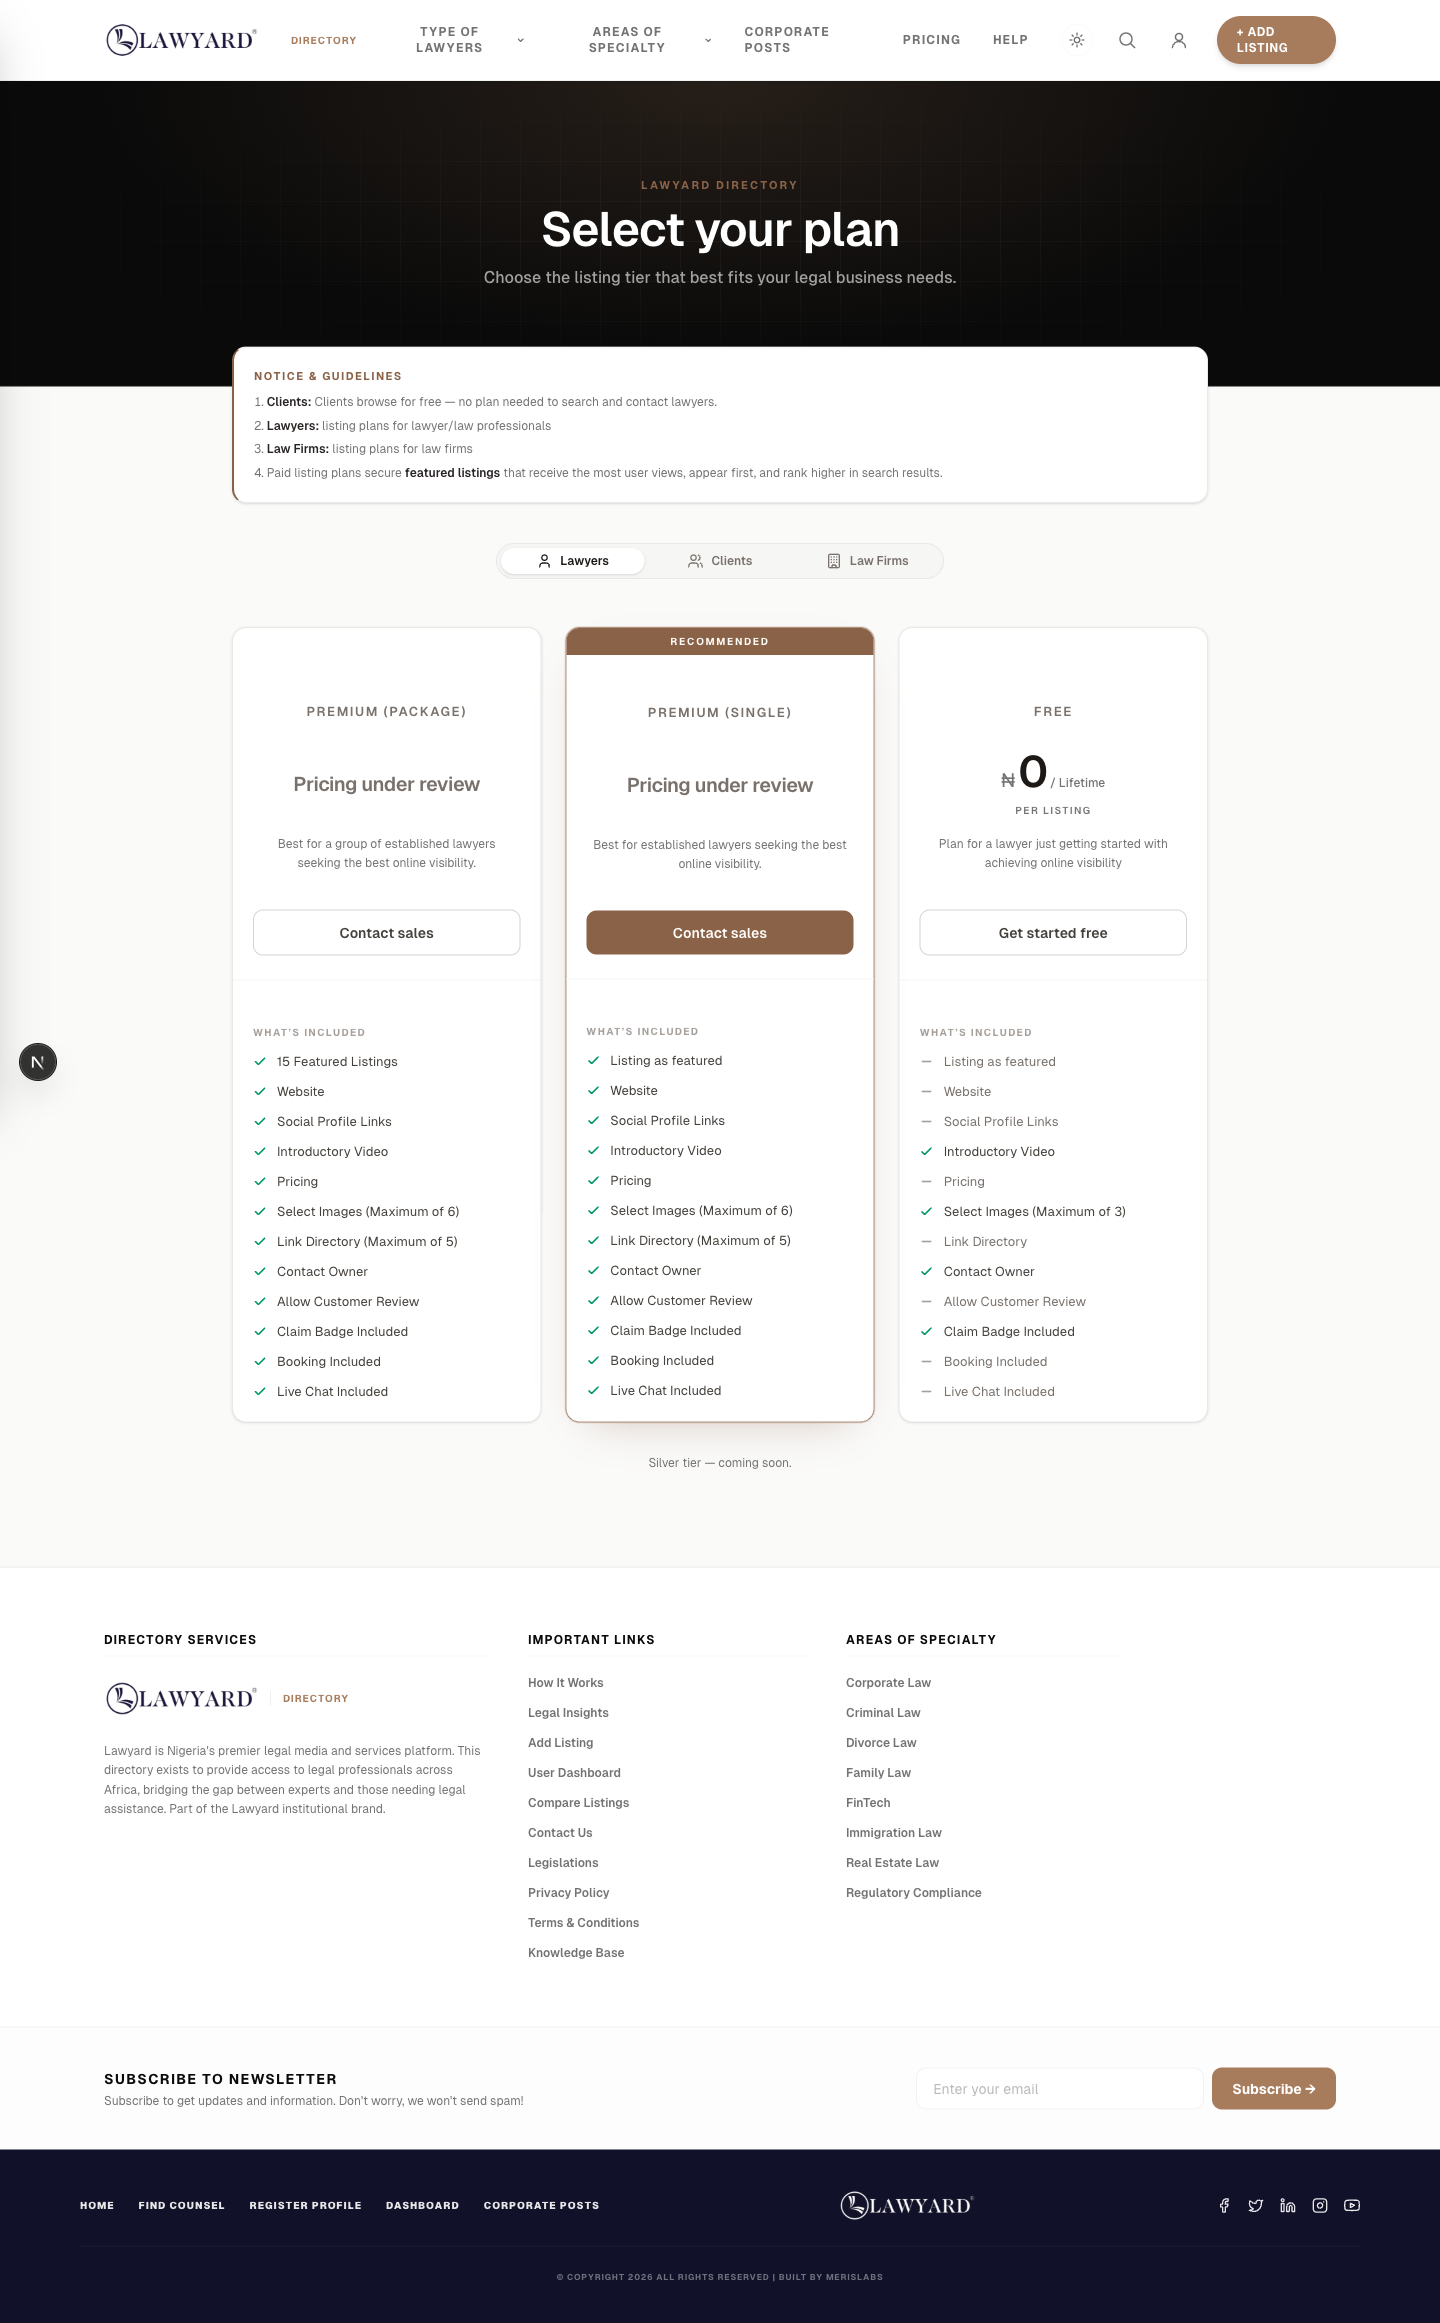 LAWYARD®
DIRECTORY
TYPE OF
LAWYERS
AREAS OF
SPECIALTY
CORPORATE
POSTS
PRICING
HELP
+ ADD
LISTING
LAWYARD DIRECTORY
Select your plan
Choose the listing tier that best fits your legal business needs.
NOTICE & GUIDELINES
1. Clients: Clients browse for free — no plan needed to search and contact lawyers.
2. Lawyers: listing plans for lawyer/law professionals
3. Law Firms: listing plans for law firms
4. Paid listing plans secure featured listings that receive the most user views, appear first, and rank higher in search results.
Lawyers
Clients
Law Firms
PREMIUM (PACKAGE)
Pricing under review
Best for a group of established lawyers
seeking the best online visibility.
Contact sales
WHAT'S INCLUDED
15 Featured Listings
Website
Social Profile Links
Introductory Video
Pricing
Select Images (Maximum of 6)
Link Directory (Maximum of 5)
Contact Owner
Allow Customer Review
Claim Badge Included
Booking Included
Live Chat Included
RECOMMENDED
PREMIUM (SINGLE)
Pricing under review
Best for established lawyers seeking the best
online visibility.
Contact sales
WHAT'S INCLUDED
Listing as featured
Website
Social Profile Links
Introductory Video
Pricing
Select Images (Maximum of 6)
Link Directory (Maximum of 5)
Contact Owner
Allow Customer Review
Claim Badge Included
Booking Included
Live Chat Included
FREE
₦0 / Lifetime
PER LISTING
Plan for a lawyer just getting started with
achieving online visibility
Get started free
WHAT'S INCLUDED
Listing as featured
Website
Social Profile Links
Introductory Video
Pricing
Select Images (Maximum of 3)
Link Directory
Contact Owner
Allow Customer Review
Claim Badge Included
Booking Included
Live Chat Included
N
Silver tier — coming soon.
DIRECTORY SERVICES
LAWYARD®
DIRECTORY
Lawyard is Nigeria's premier legal media and services platform. This
directory exists to provide access to legal professionals across
Africa, bridging the gap between experts and those needing legal
assistance. Part of the Lawyard institutional brand.
IMPORTANT LINKS
How It Works
Legal Insights
Add Listing
User Dashboard
Compare Listings
Contact Us
Legislations
Privacy Policy
Terms & Conditions
Knowledge Base
AREAS OF SPECIALTY
Corporate Law
Criminal Law
Divorce Law
Family Law
FinTech
Immigration Law
Real Estate Law
Regulatory Compliance
SUBSCRIBE TO NEWSLETTER
Subscribe to get updates and information. Don't worry, we won't send spam!
Enter your email
Subscribe →
HOME
FIND COUNSEL
REGISTER PROFILE
DASHBOARD
CORPORATE POSTS
LAWYARD®
© COPYRIGHT 2026 ALL RIGHTS RESERVED | BUILT BY MERISLABS